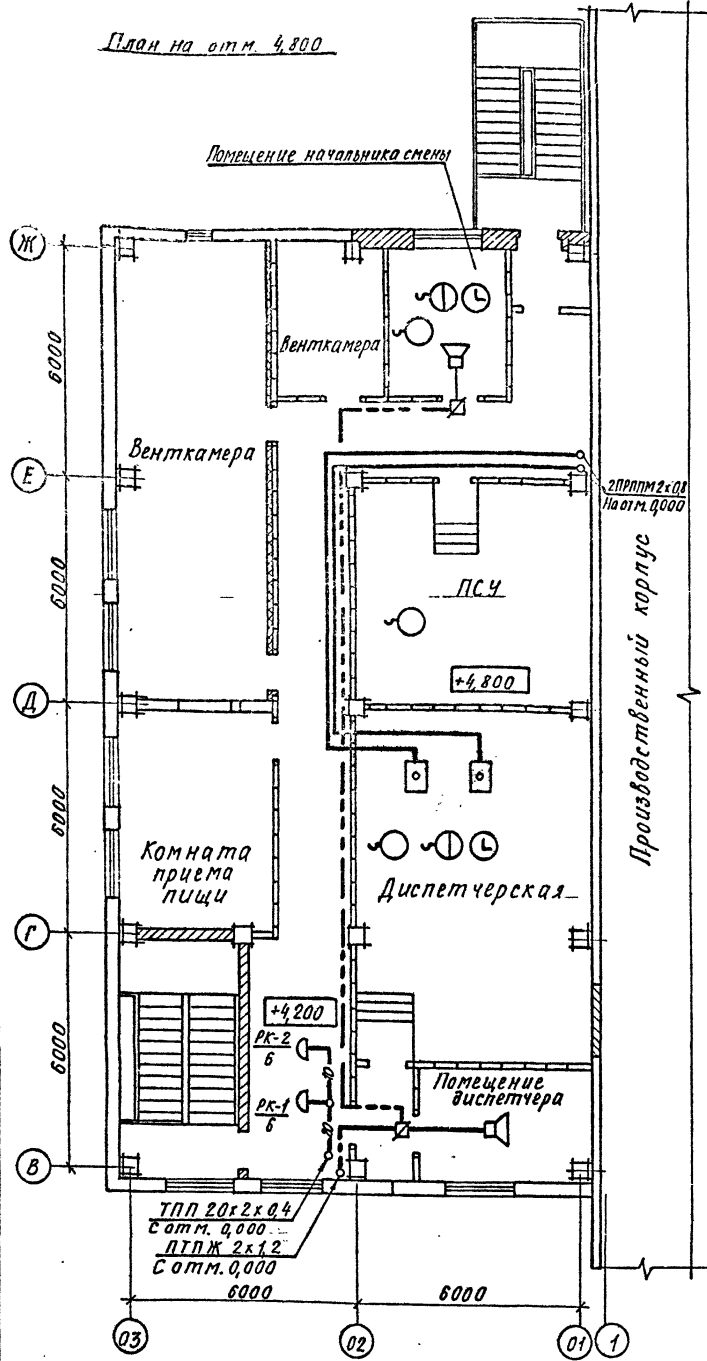 План на отм. 4,800
Помещение начальника смены
Ж
6000
Венткамера
Венткамера
Е
2ПРППМ2х0,8
На отм. 0,000
6000
ПСУ
+4,800
Производственный корпус
Д
6000
Комната
приема
пищи
Диспетчерская
Г
6000
+4,200
РК-2
6
РК-1
6
Помещение
диспетчера
В
ТПП 20х2х0,4
С отм. 0,000
ПТПЖ 2х1,2
С отм. 0,000
6000
6000
03
02
01
1